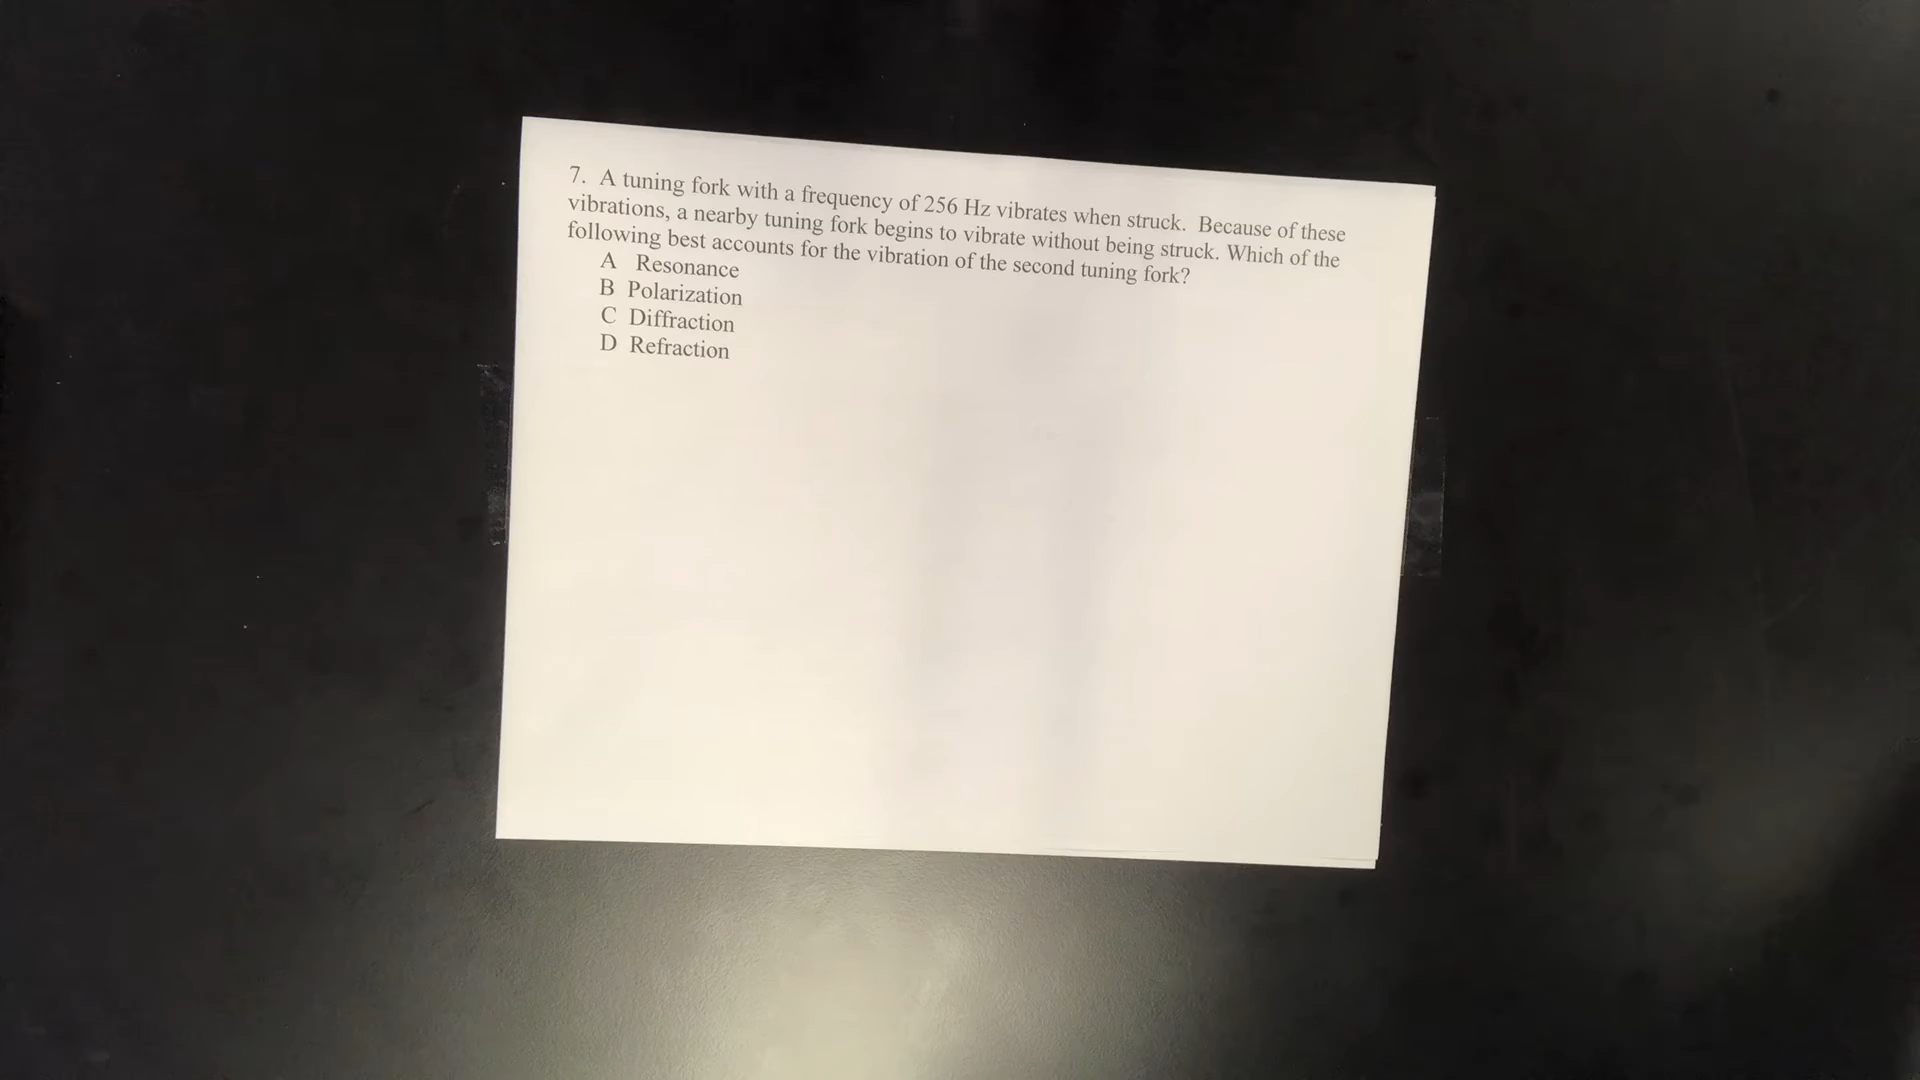 7. A tuning fork with a frequency of 256 Hz vibrates when struck. Because of these
vibrations, a nearby tuning fork begins to vibrate without being struck. Which of the
following best accounts for the vibration of the second tuning fork?
A Resonance
B Polarization
C Diffraction
D Refraction